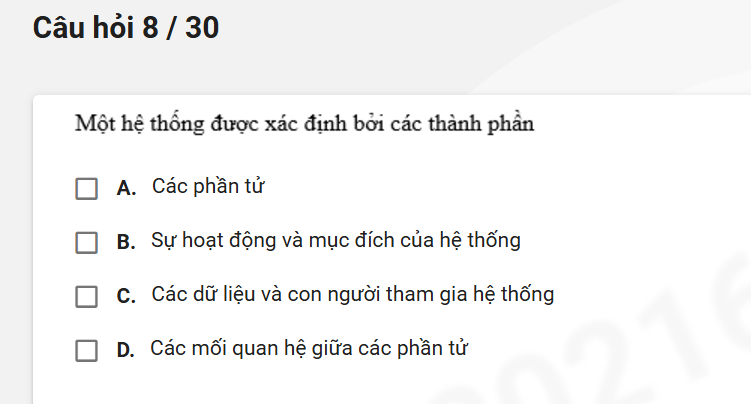 Câu hỏi 8 / 30
Một hệ thống được xác định bởi các thành phần
A. Các phần tử
B. Sự hoạt động và mục đích của hệ thống
C. Các dữ liệu và con người tham gia hệ thống
D. Các mối quan hệ giữa các phần tử